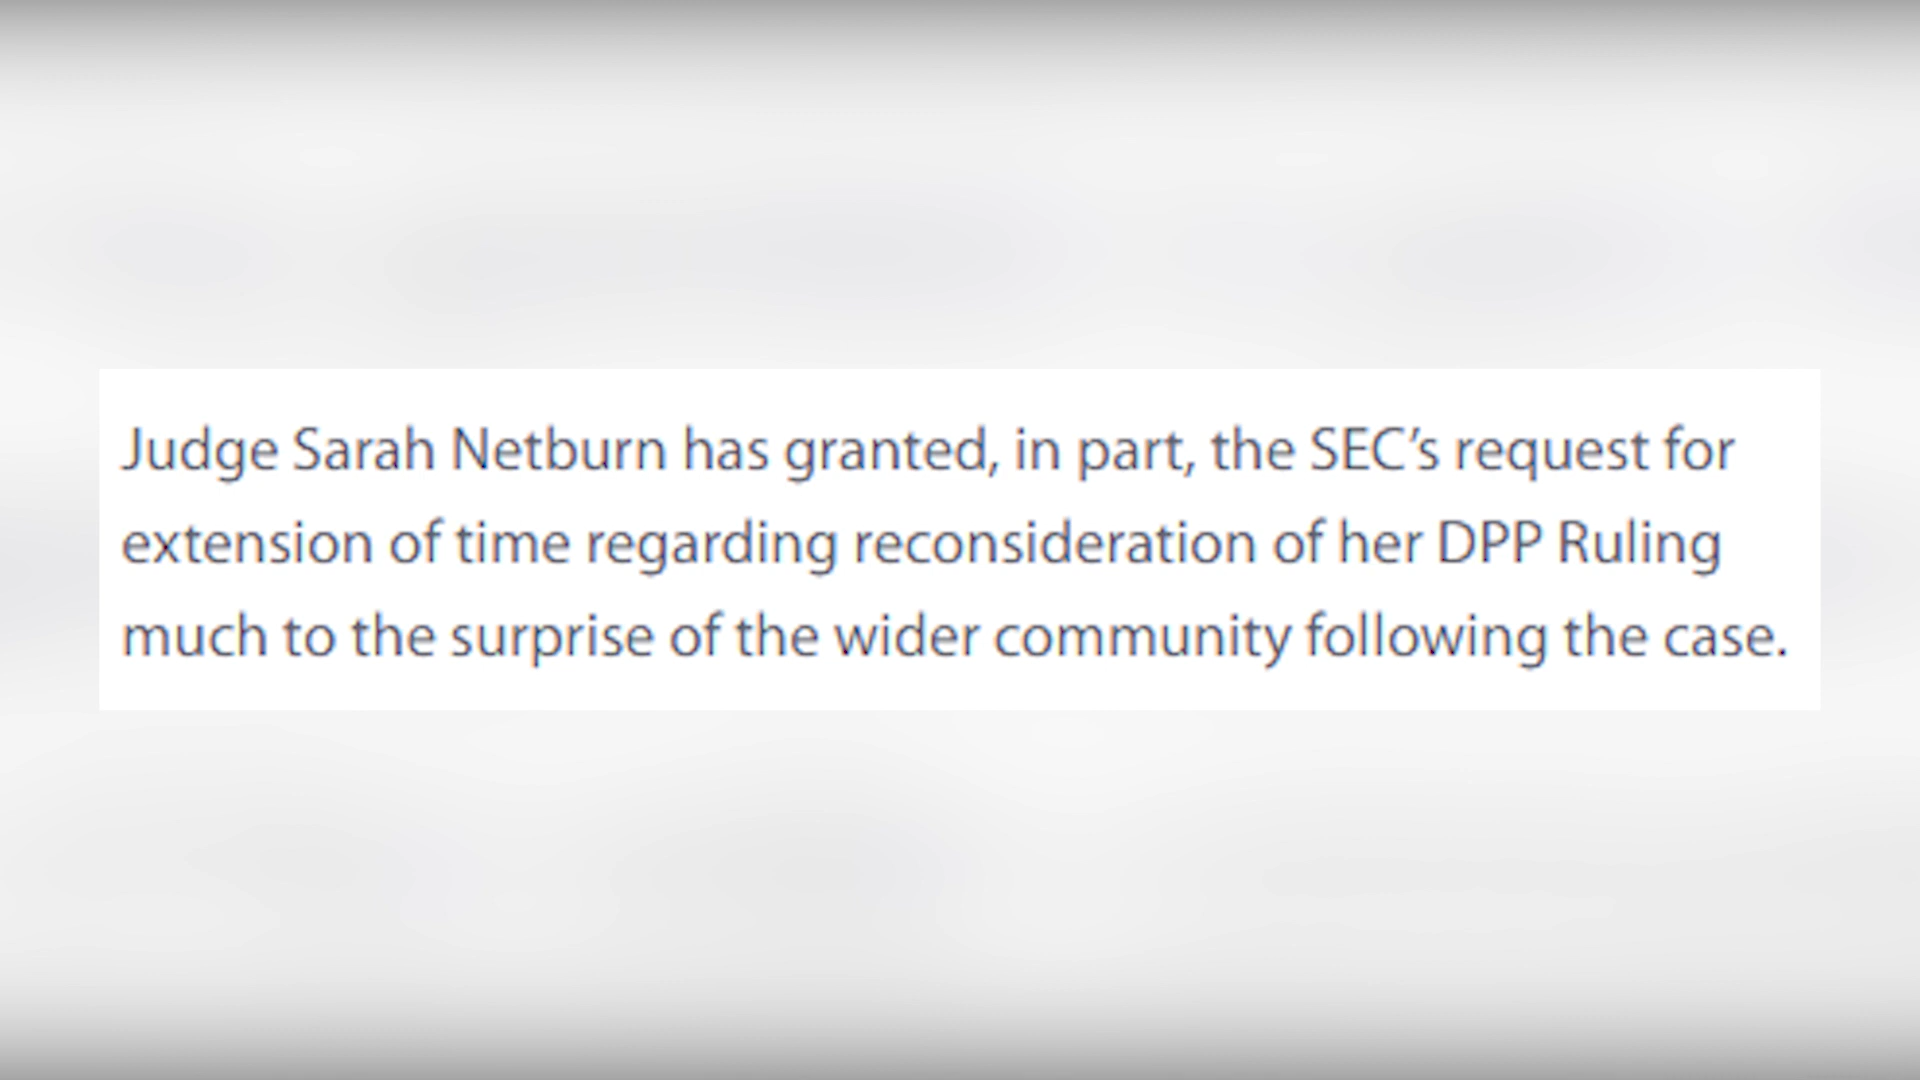 Judge Sarah Netburn has granted, in part, the SEC’s request for
extension of time regarding reconsideration of her DPP Ruling
much to the surprise of the wider community following the case.